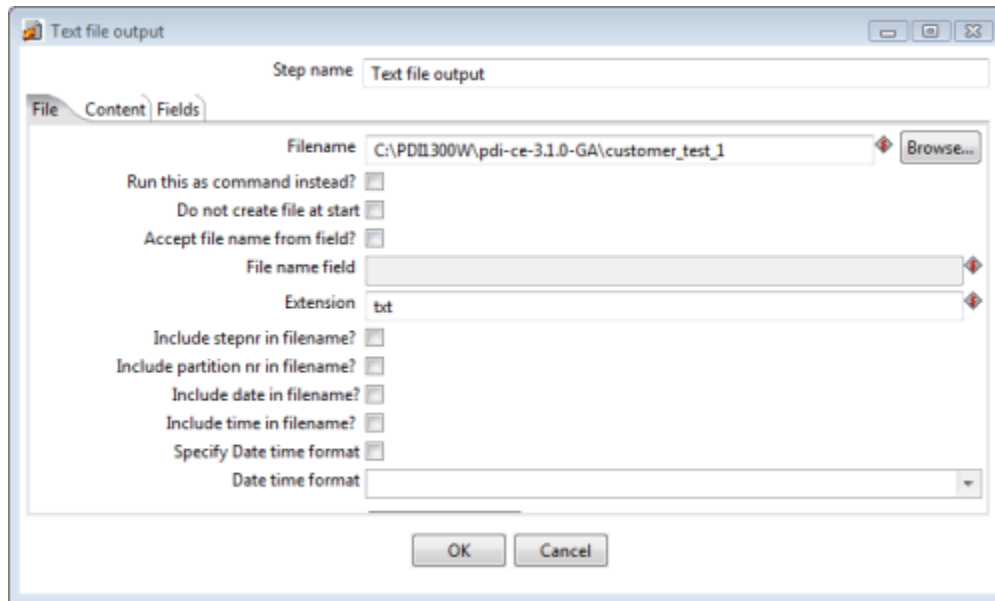 Text file output
Step name Text file output
File Content Fields
Filename C:\PDI1300W\pdi-ce-3.1.0-GA\customer_test_1 Browse...
Run this as command instead?
Do not create file at start
Accept file name from field?
File name field
Extension txt
Include stepnr in filename?
Include partition nr in filename?
Include date in filename?
Include time in filename?
Specify Date time format
Date time format
OK Cancel